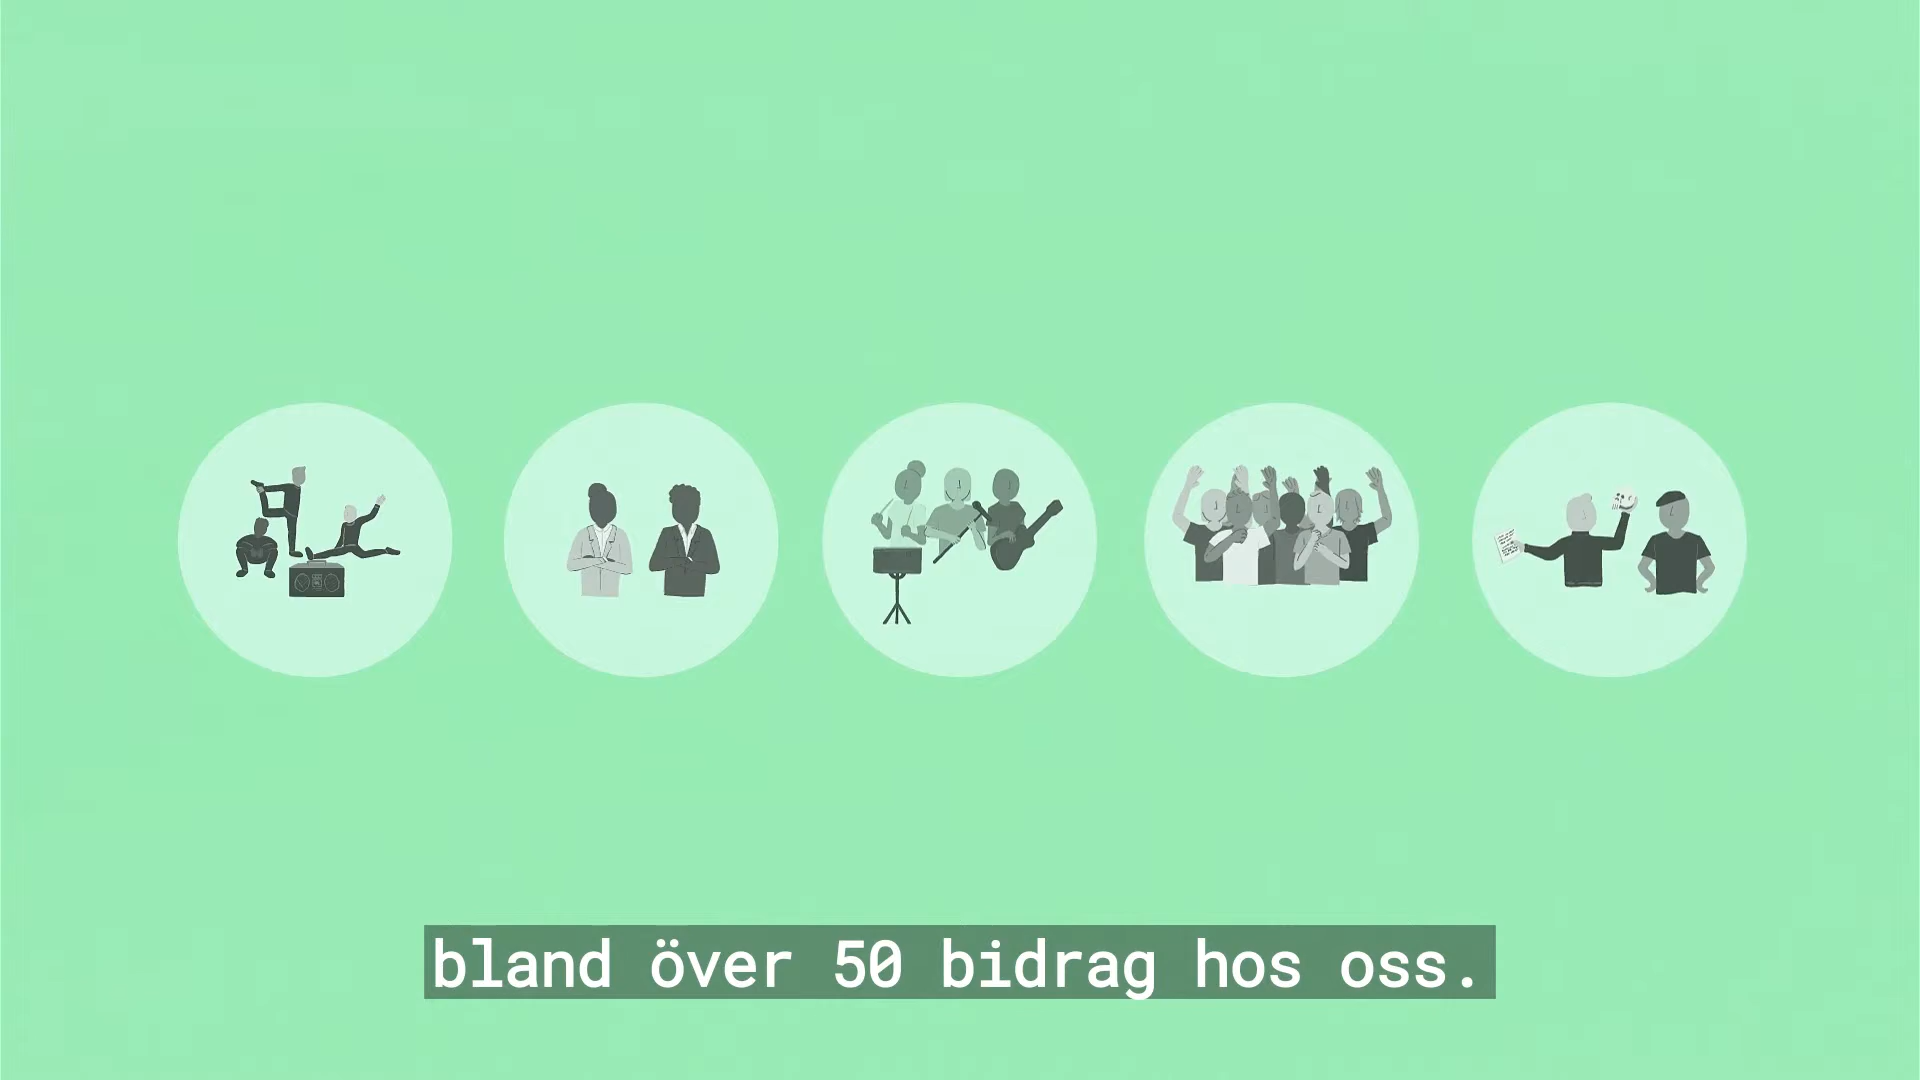 bland över 50 bidrag hos oss.